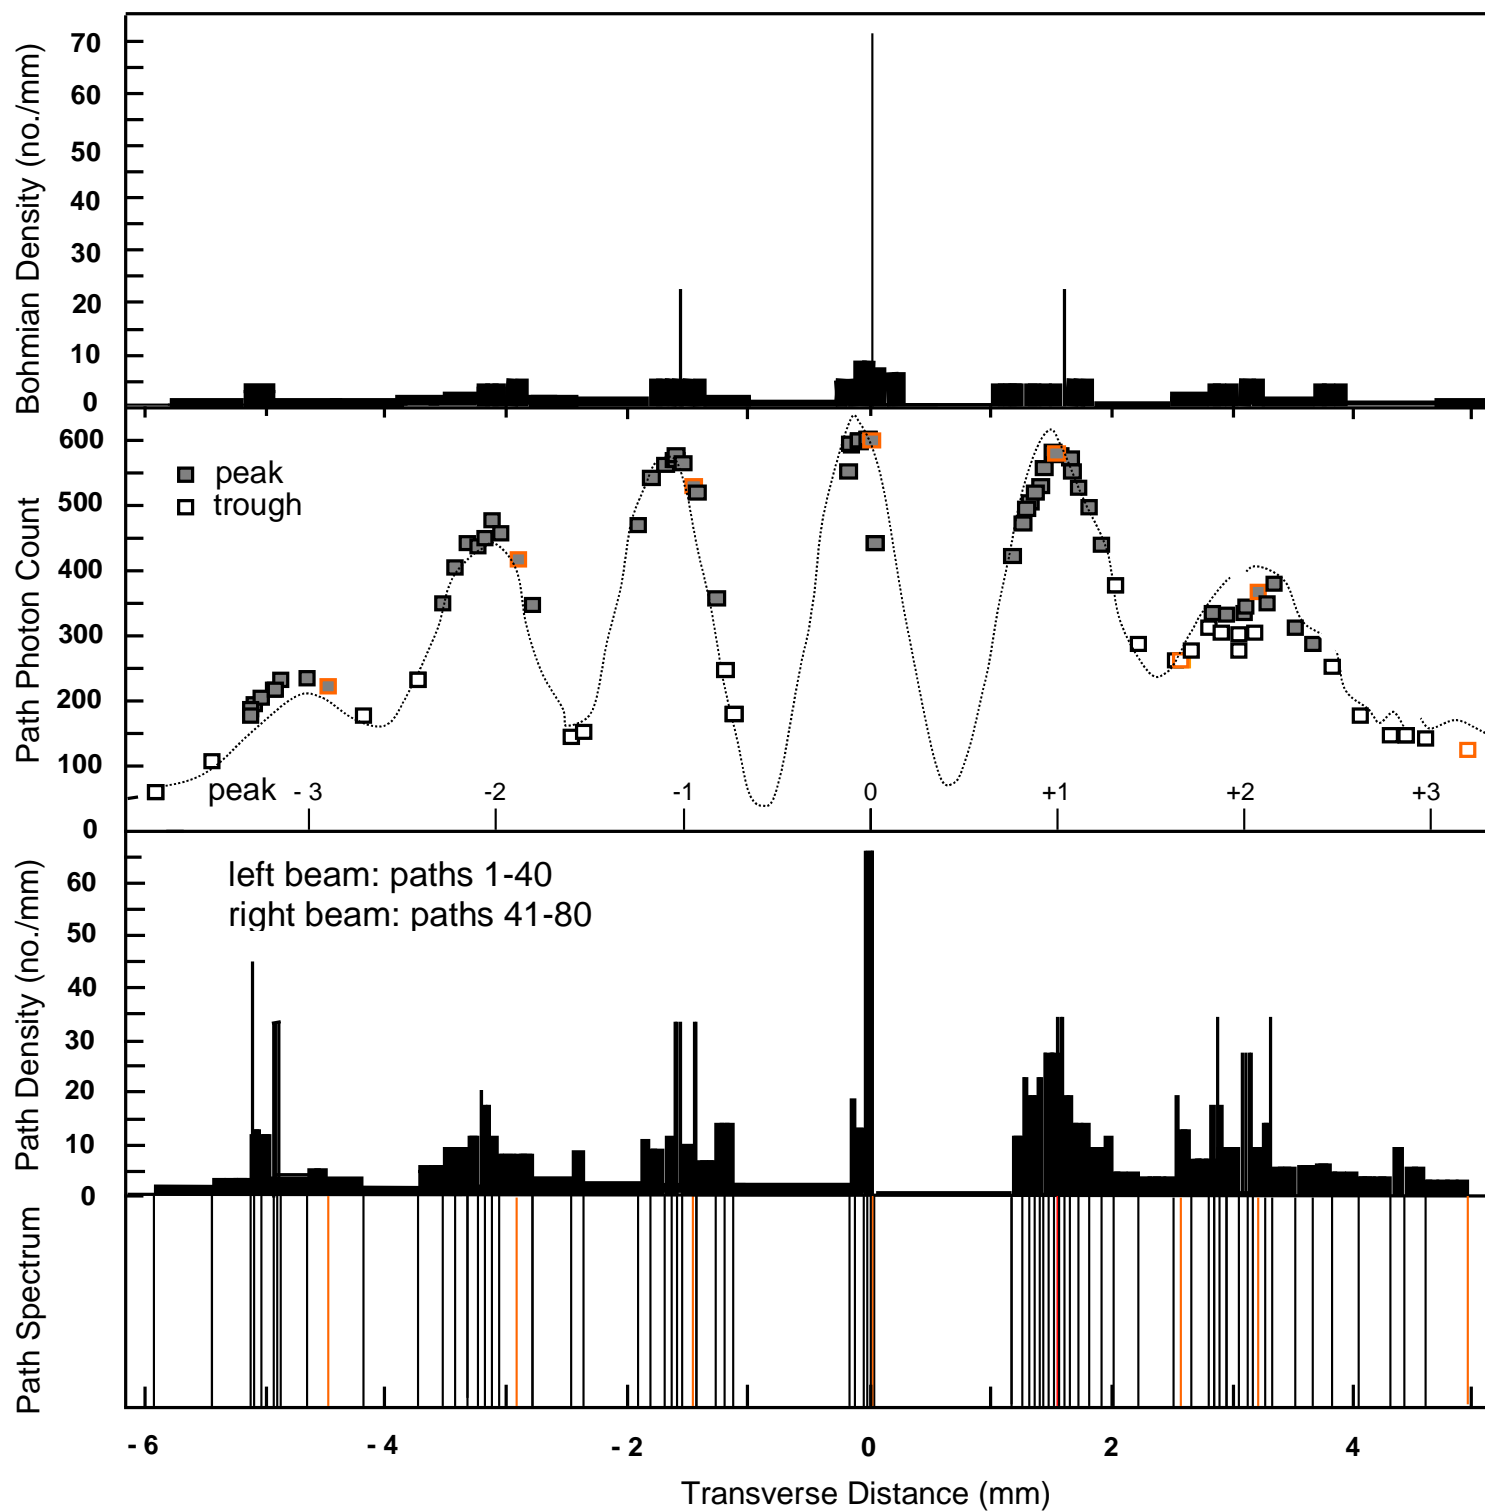 Bohmian Density (no./mm)
70
60
50
40
30
20
10
0
Path Photon Count
600
500
400
300
200
100
0
peak
trough
peak - 3 -2 -1 0 +1 +2 +3
Path Density (no./mm)
60
50
40
30
20
10
0
left beam: paths 1-40
right beam: paths 41-80
Path Spectrum
- 6 - 4 - 2 0 2 4
Transverse Distance (mm)